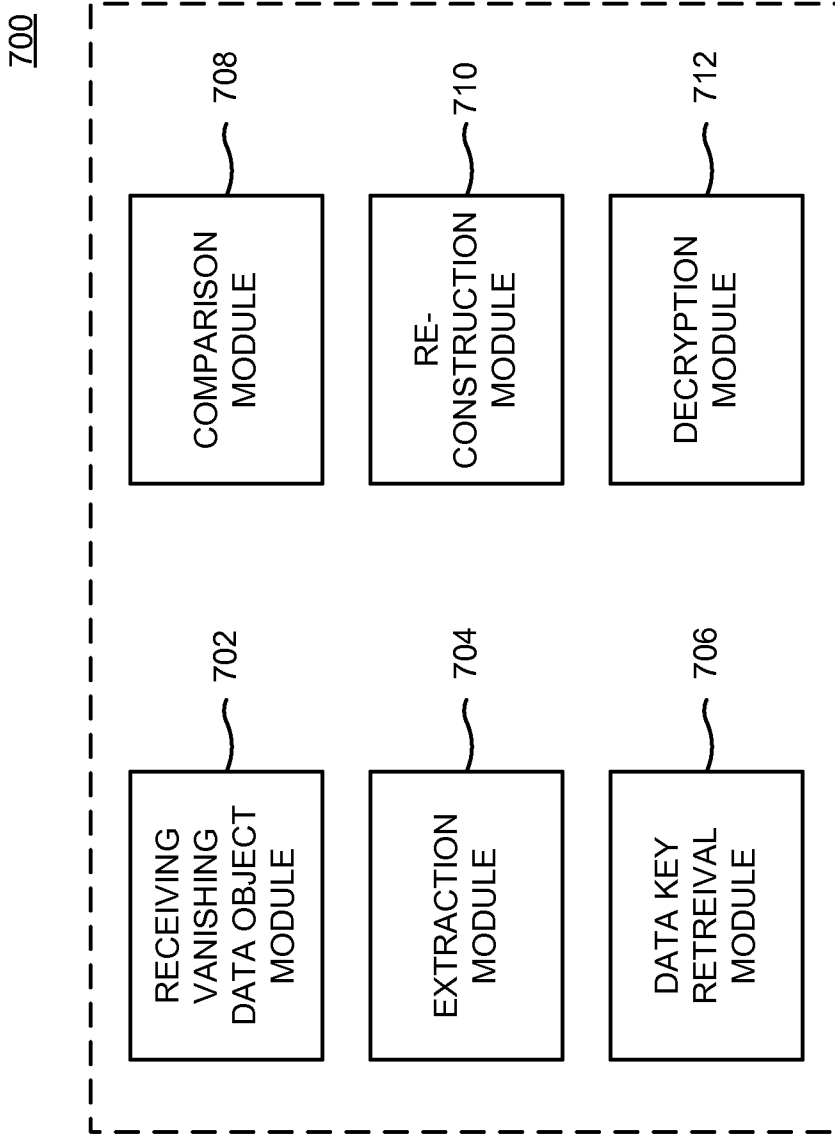 700
RECEIVING
VANISHING
DATA OBJECT
MODULE
702
EXTRACTION
MODULE
704
DATA KEY
RETREIVAL
MODULE
706
COMPARISON
MODULE
708
RE-
CONSTRUCTION
MODULE
710
DECRYPTION
MODULE
712